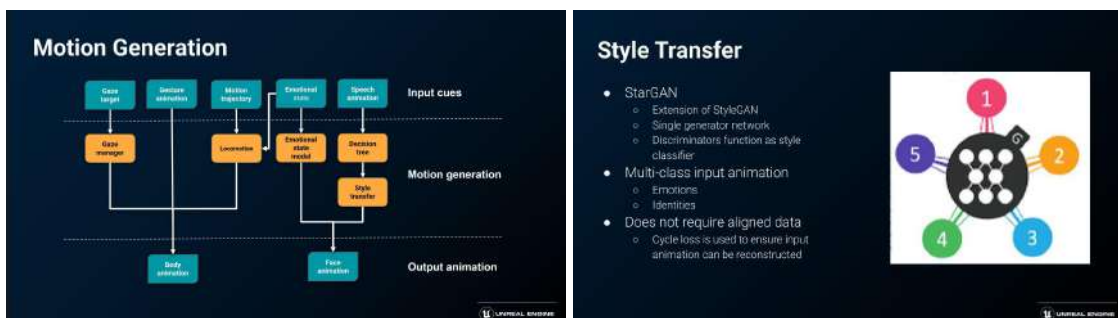 Motion Generation
Gaze target
Gesture animation
Motion trajectory
Emotional state
Speech animation
Input cues
Gaze manager
Locomotion
Emotional state model
Decision tree
Motion generation
Style transfer
Body animation
Face animation
Output animation
UNREAL ENGINE
Style Transfer
StarGAN
Extension of StyleGAN
Single generator network
Discriminators function as style
classifier
Multi-class input animation
Emotions
Identities
Does not require aligned data
Cycle loss is used to ensure input
animation can be reconstructed
1
G
5
2
4
3
UNREAL ENGINE